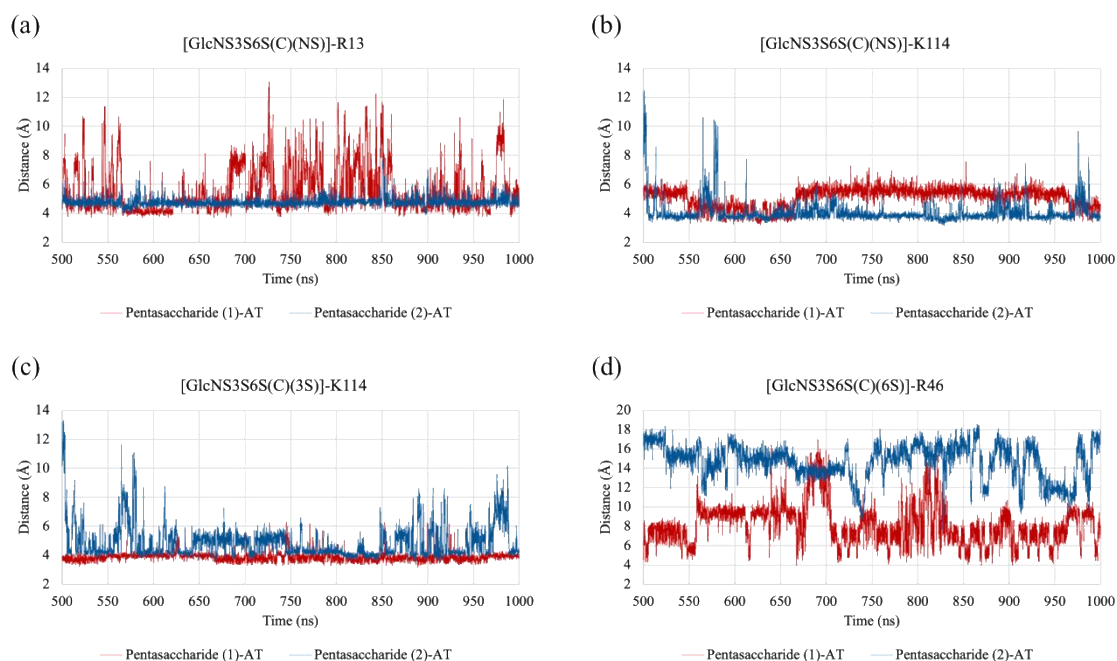 (a)
[GlcNS3S6S(C)(NS)]-R13
14
12
10
8
6
4
2
Distance (Å)
500 550 600 650 700 750 800 850 900 950 1000
Time (ns)
Pentasaccharide (1)-AT Pentasaccharide (2)-AT
(b)
[GlcNS3S6S(C)(NS)]-K114
14
12
10
8
6
4
2
Distance (Å)
500 550 600 650 700 750 800 850 900 950 1000
Time (ns)
Pentasaccharide (1)-AT Pentasaccharide (2)-AT
(c)
[GlcNS3S6S(C)(3S)]-K114
14
12
10
8
6
4
2
Distance (Å)
500 550 600 650 700 750 800 850 900 950 1000
Time (ns)
Pentasaccharide (1)-AT Pentasaccharide (2)-AT
(d)
[GlcNS3S6S(C)(6S)]-R46
20
18
16
14
12
10
8
6
4
2
Distance (Å)
500 550 600 650 700 750 800 850 900 950 1000
Time (ns)
Pentasaccharide (1)-AT Pentasaccharide (2)-AT